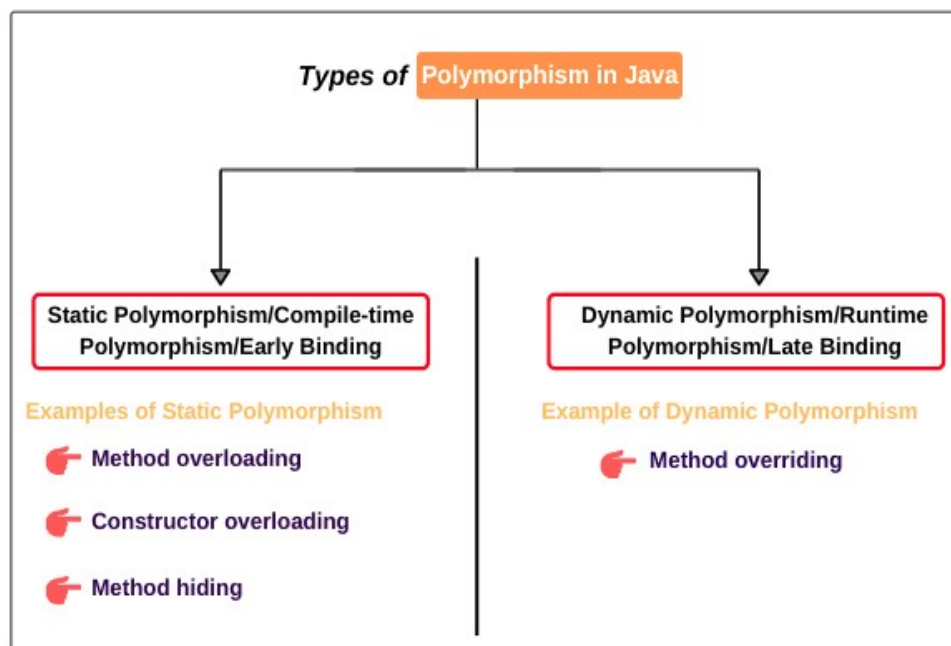 Types of Polymorphism in Java
Static Polymorphism/Compile-time
Polymorphism/Early Binding
Examples of Static Polymorphism
Method overloading
Constructor overloading
Method hiding
Dynamic Polymorphism/Runtime
Polymorphism/Late Binding
Example of Dynamic Polymorphism
Method overriding